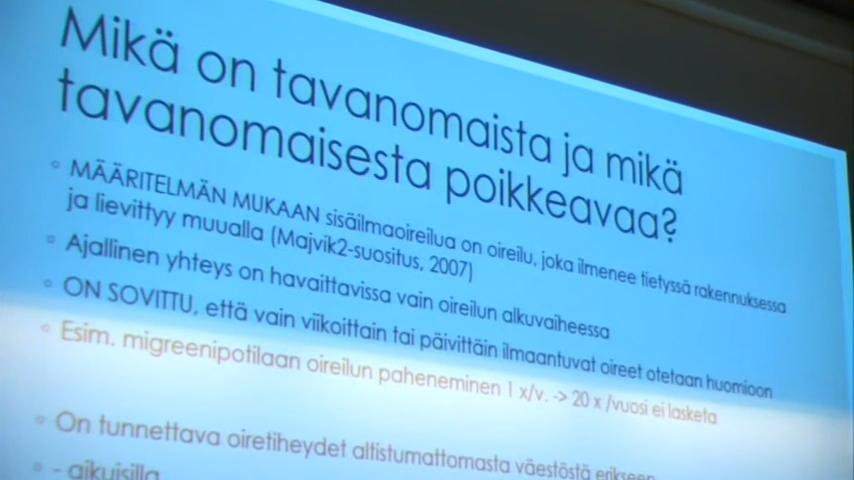 Mikä on tavanomaista ja mikä
tavanomaisesta poikkeavaa?
MÄÄRITELMÄN MUKAAN sisäilmaoireilua on oireilu, joka ilmenee tietyssä rakennuksessa
ja lievittyy muualla (Majvik2-suositus, 2007)
Ajallinen yhteys on havaittavissa vain oireilun alkuvaiheessa
ON SOVITTU, että vain viikoittain tai päivittäin ilmaantuvat oireet otetaan huomioon
Esim. migreenipotilaan oireilun paheneminen 1 x/v. -> 20 x /vuosi ei lasketa
On tunnettava oiretiheydet altistumattomasta väestöstä erikseen
- aikuisilla